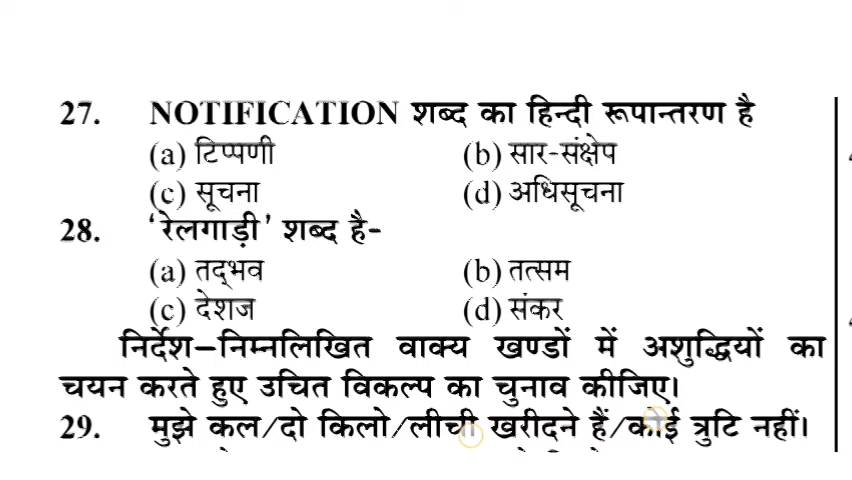 27. NOTIFICATION शब्द का हिन्दी रूपान्तरण है
(a) टिप्पणी (b) सार-संक्षेप
(c) सूचना (d) अधिसूचना
28. 'रेलगाड़ी' शब्द है-
(a) तद्भव (b) तत्सम
(c) देशज (d) संकर
निर्देश–निम्नलिखित वाक्य खण्डों में अशुद्धियों का
चयन करते हुए उचित विकल्प का चुनाव कीजिए।
29. मुझे कल/दो किलो/लीची खरीदने हैं/कोई त्रुटि नहीं।